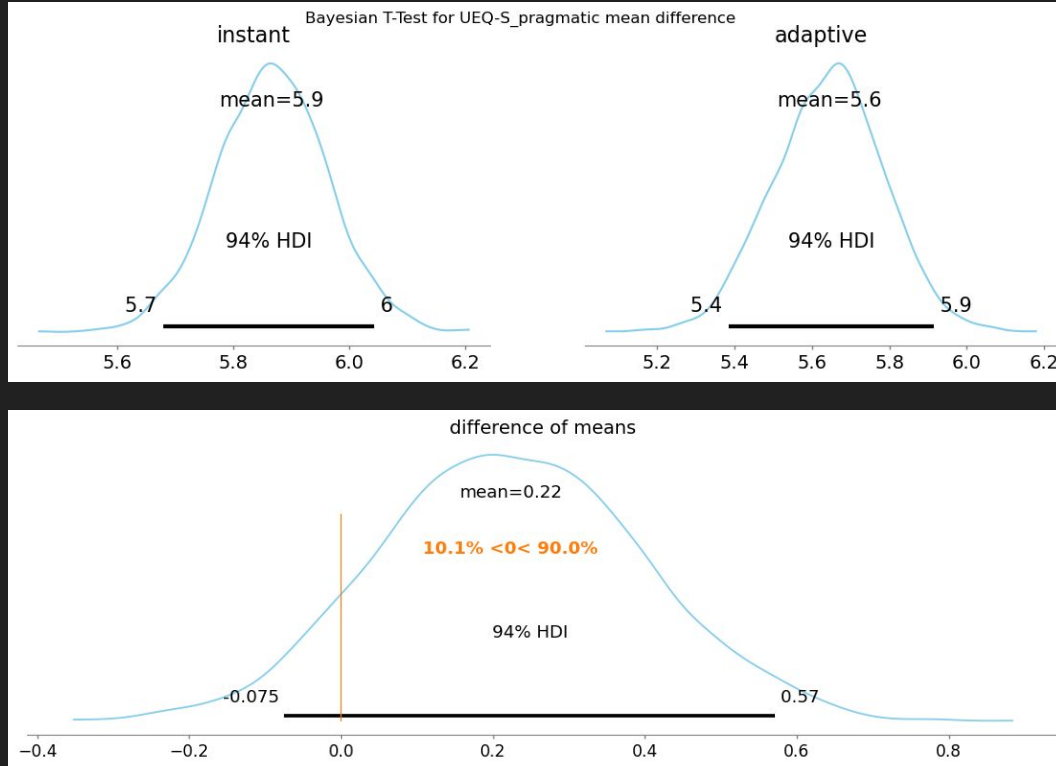 Bayesian T-Test for UEQ-S_pragmatic mean difference
instant
mean=5.9
94% HDI
5.7
6
5.6 5.8 6.0 6.2
adaptive
mean=5.6
94% HDI
5.4
5.9
5.2 5.4 5.6 5.8 6.0 6.2
difference of means
mean=0.22
10.1% <0< 90.0%
94% HDI
-0.075
0.57
−0.4 −0.2 0.0 0.2 0.4 0.6 0.8